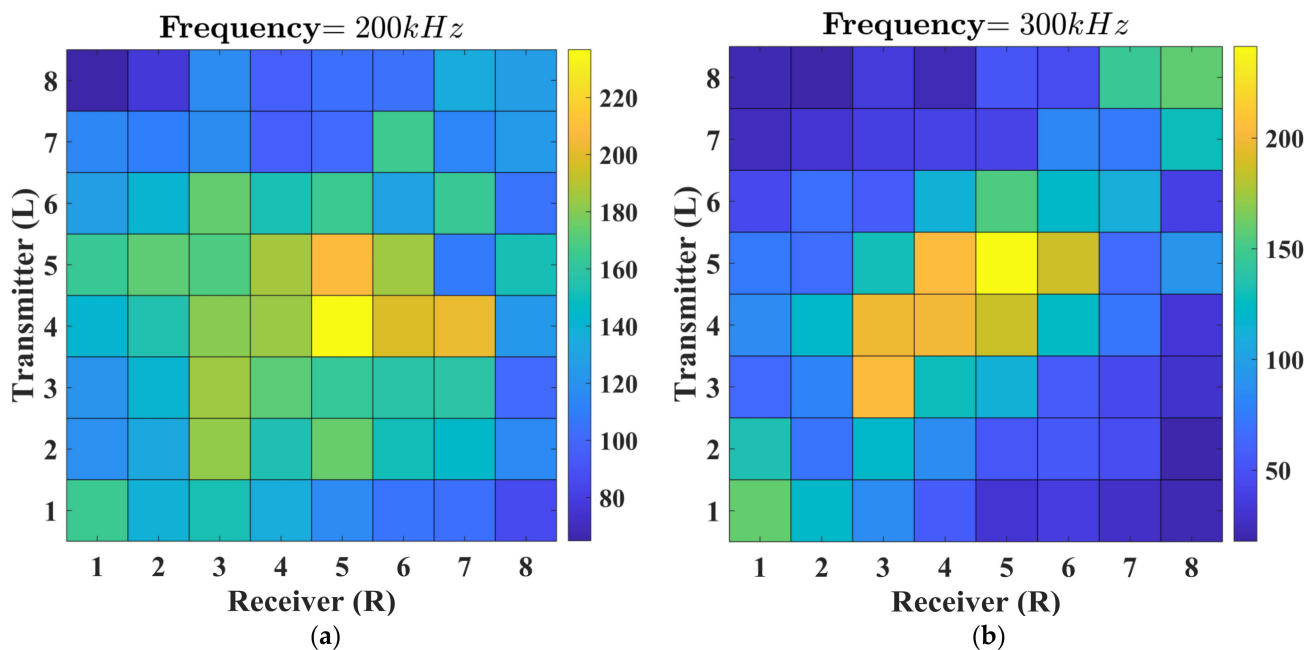 Frequency= 200kHz
Transmitter (L)
8
7
6
5
4
3
2
1
1 2 3 4 5 6 7 8
Receiver (R)
220
200
180
160
140
120
100
80
(a)
Frequency= 300kHz
Transmitter (L)
8
7
6
5
4
3
2
1
1 2 3 4 5 6 7 8
Receiver (R)
200
150
100
50
(b)